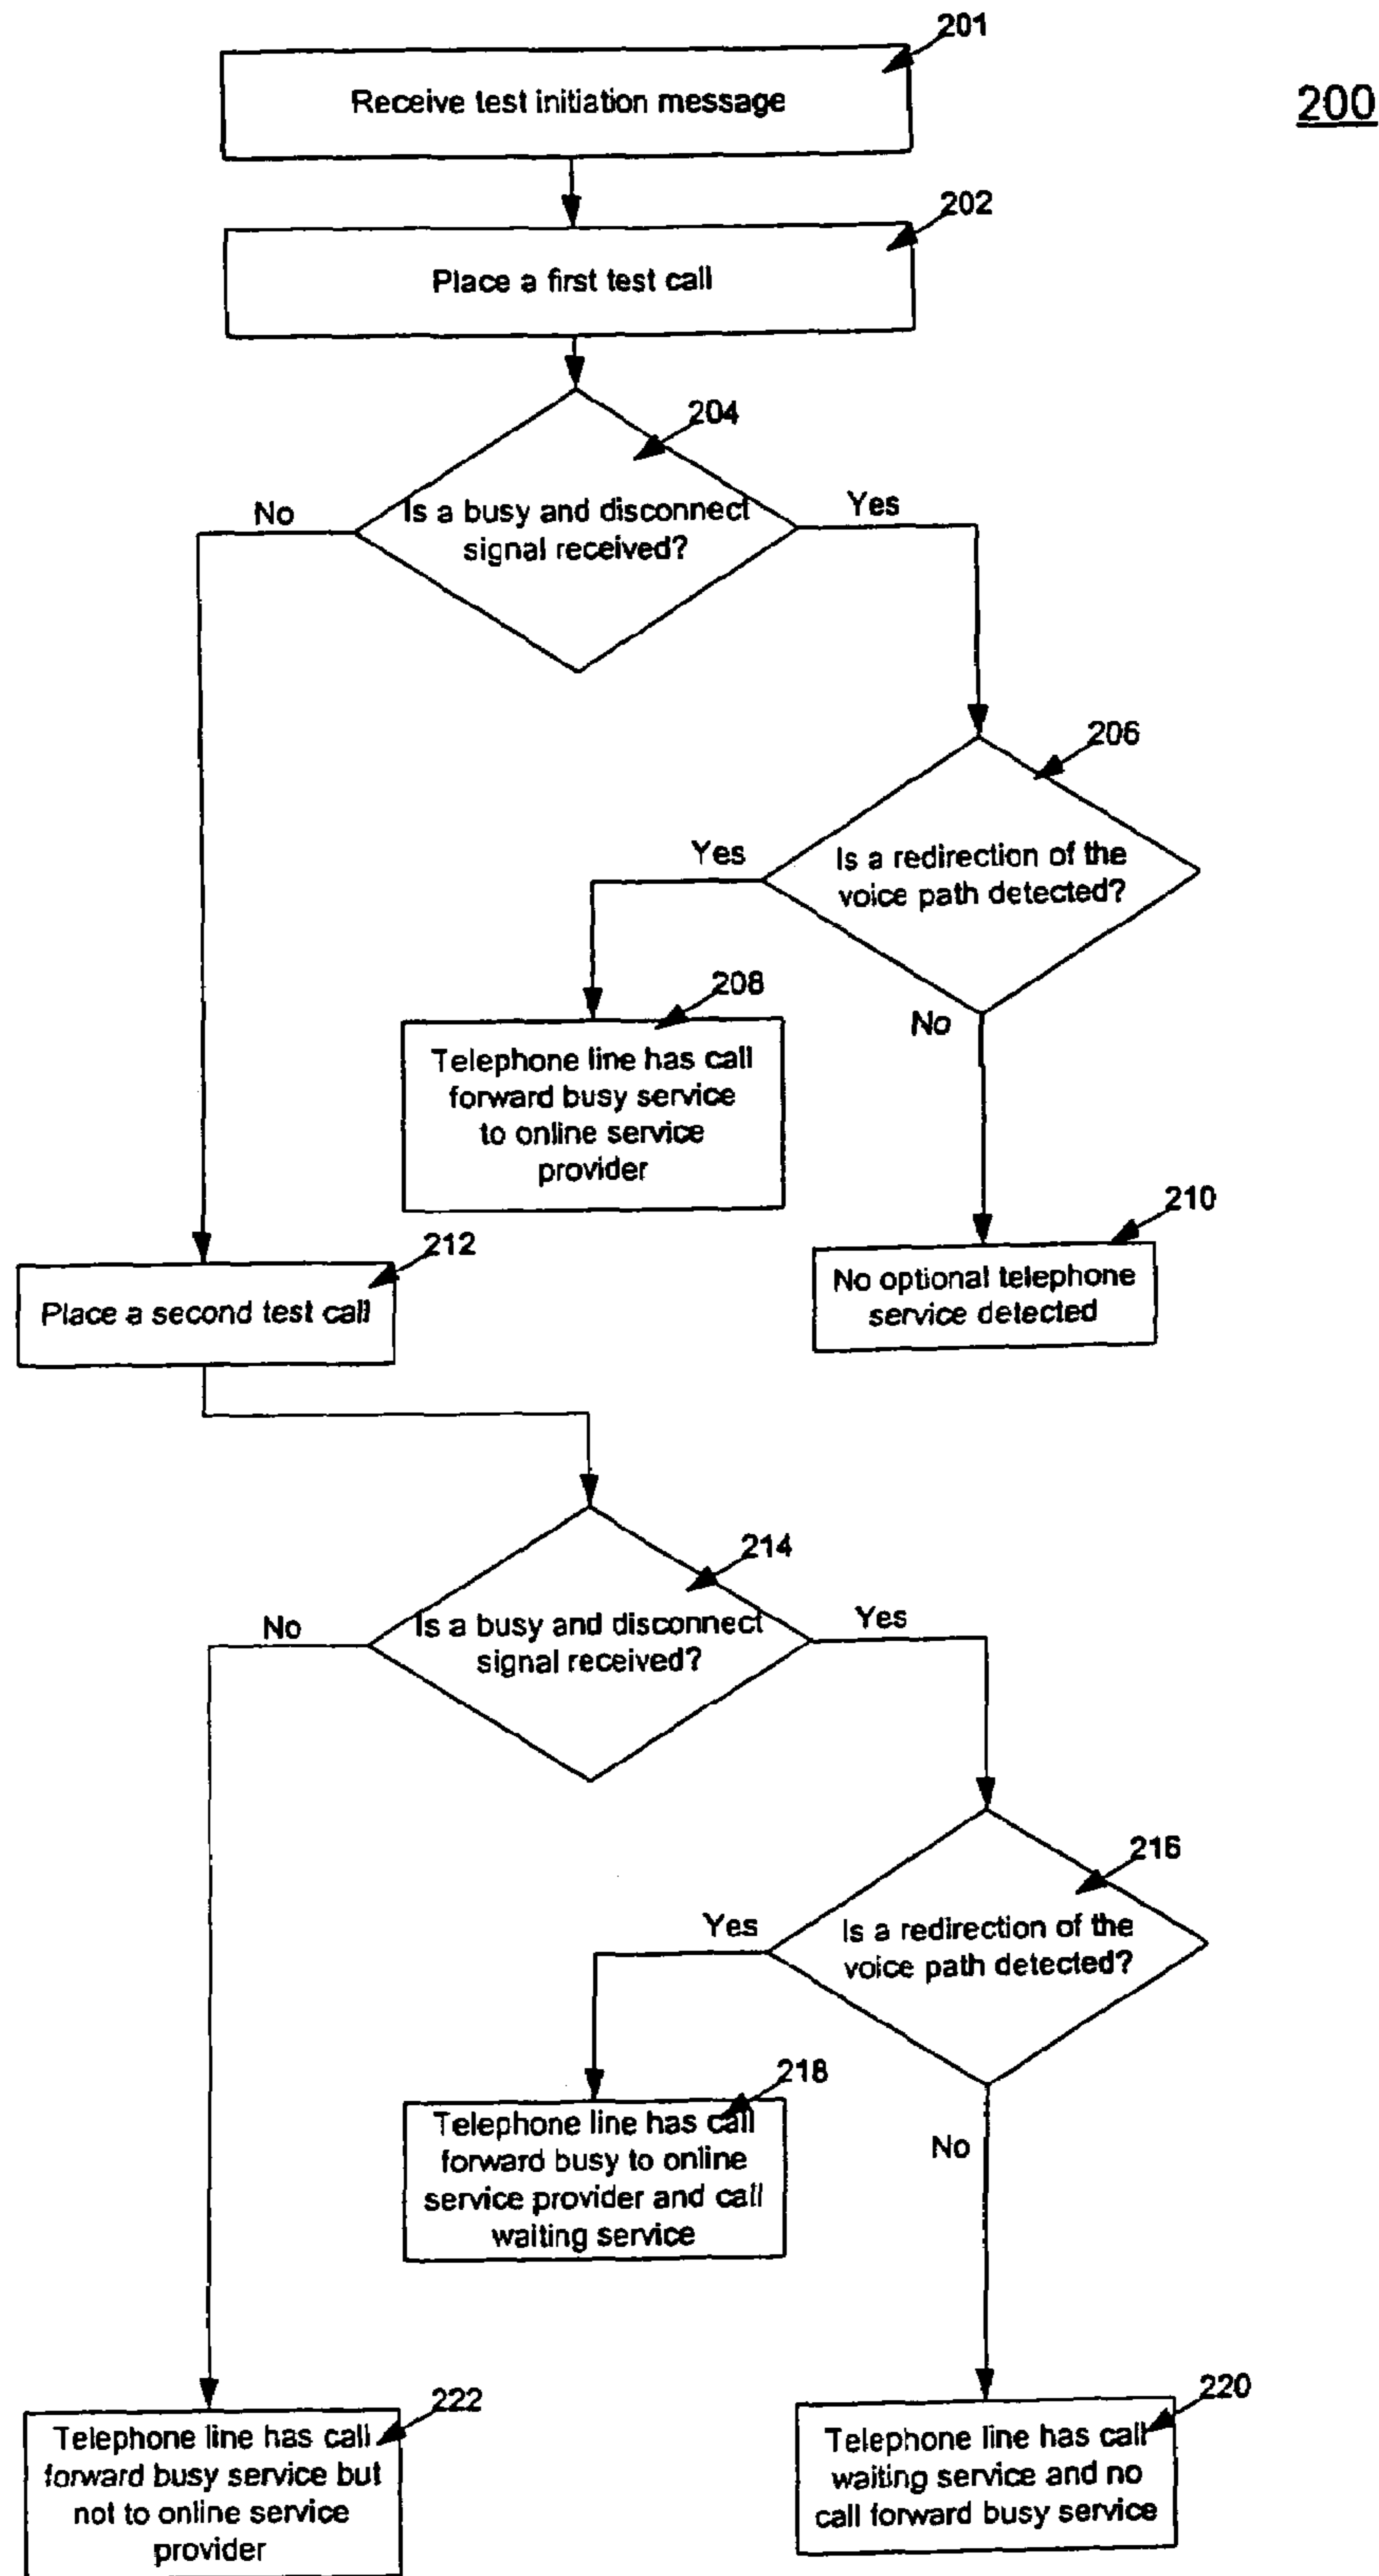 200
201
Receive test initiation message
202
Place a first test call
204
Is a busy and disconnect
signal received?
No
Yes
206
Is a redirection of the
voice path detected?
Yes
No
208
Telephone line has call
forward busy service
to online service
provider
210
No optional telephone
service detected
212
Place a second test call
214
Is a busy and disconnect
signal received?
No
Yes
216
Is a redirection of the
voice path detected?
Yes
No
218
Telephone line has call
forward busy to online
service provider and call
waiting service
220
Telephone line has call
waiting service and no
call forward busy service
222
Telephone line has call
forward busy service but
not to online service
provider